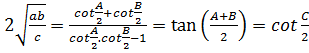 2√(ab/c) = (cot A/2 + cot B/2)/(cot A/2 . cot B/2 − 1) = tan((A+B)/2) = cot C/2